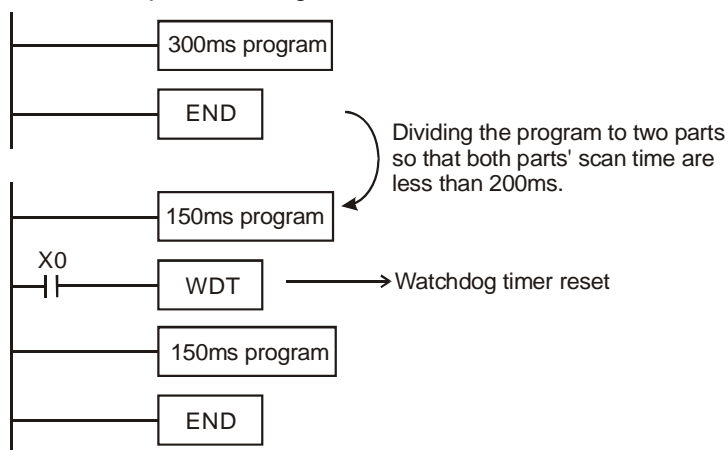 300ms program
END
Dividing the program to two parts
so that both parts' scan time are
less than 200ms.
150ms program
X0
WDT
Watchdog timer reset
150ms program
END